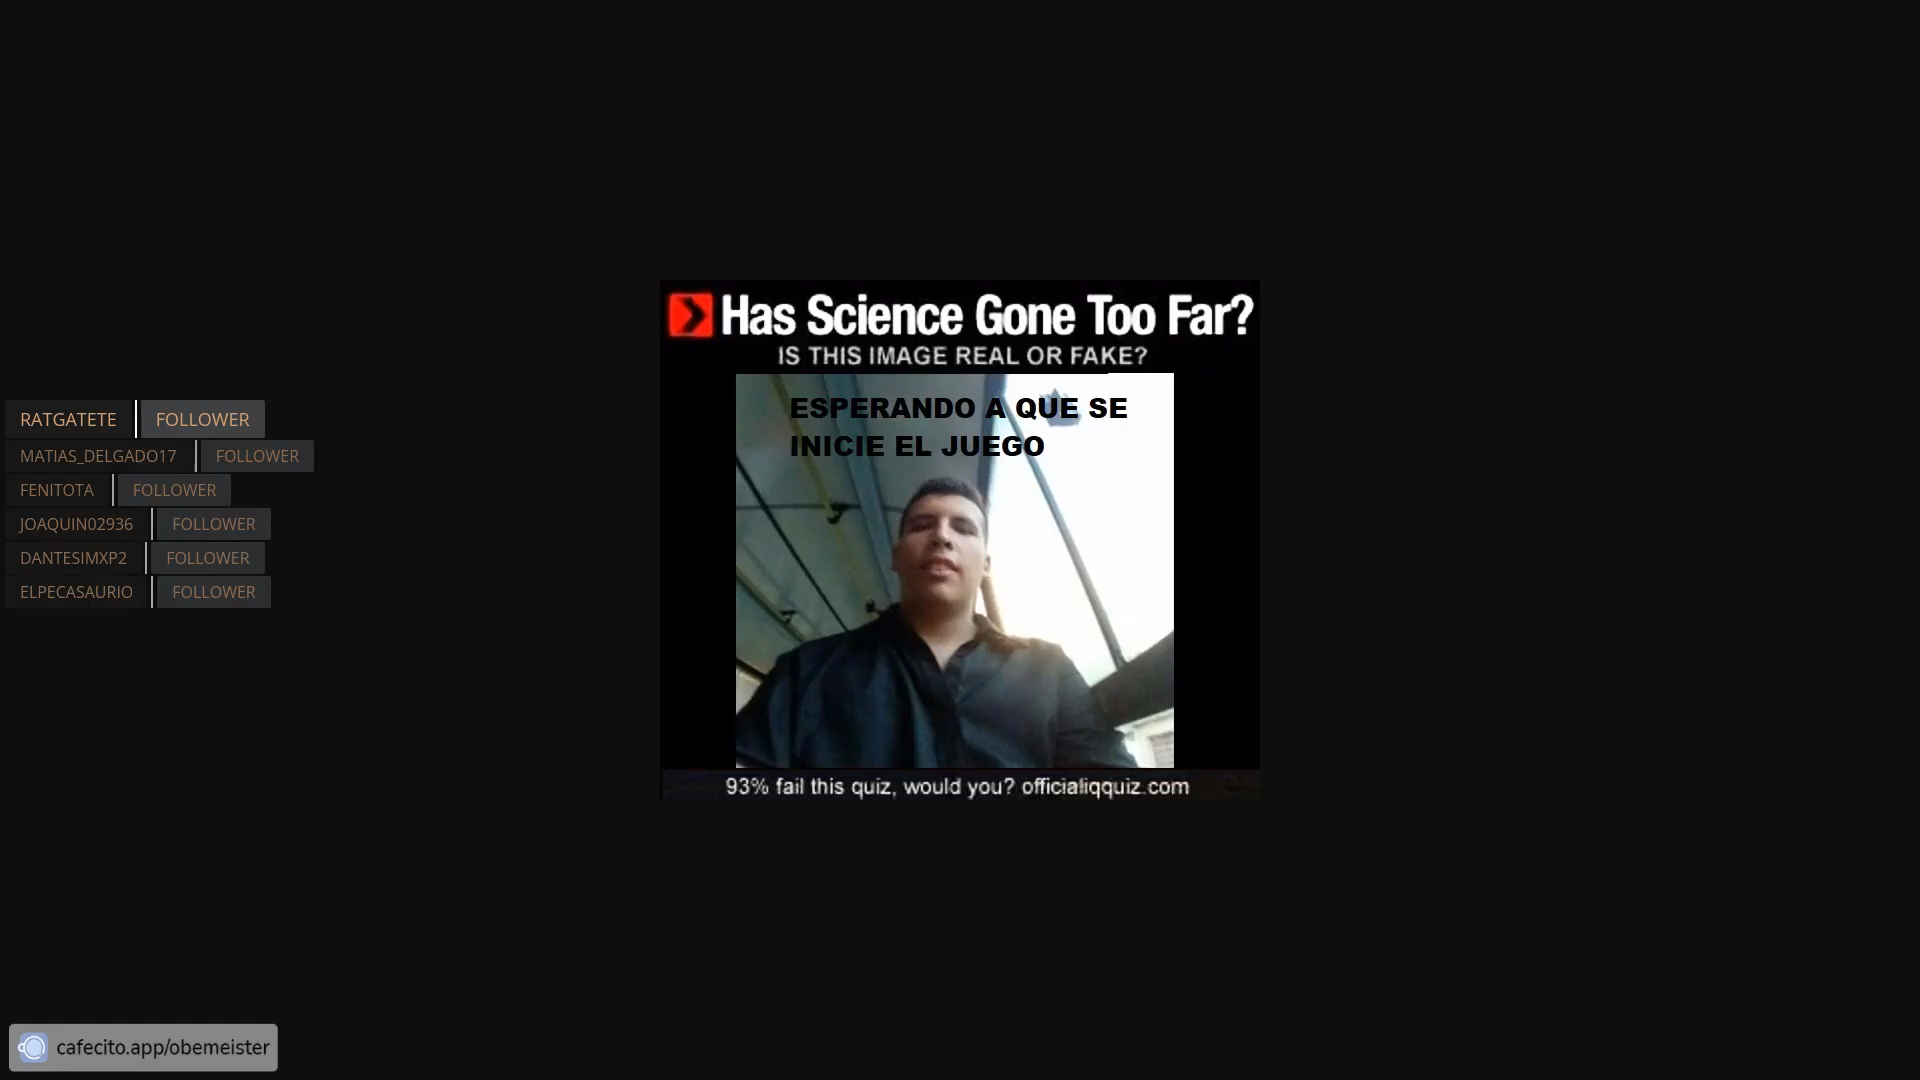 Has Science Gone Too Far?
IS THIS IMAGE REAL OR FAKE?
ESPERANDO A QUE SE
INICIE EL JUEGO
93% fail this quiz, would you? officialiqquiz.com
RATGATETE FOLLOWER
MATIAS_DELGADO17 FOLLOWER
FENITOTA FOLLOWER
JOAQUIN02936 FOLLOWER
DANTESIMXP2 FOLLOWER
ELPECASAURIO FOLLOWER
cafecito.app/obemeister